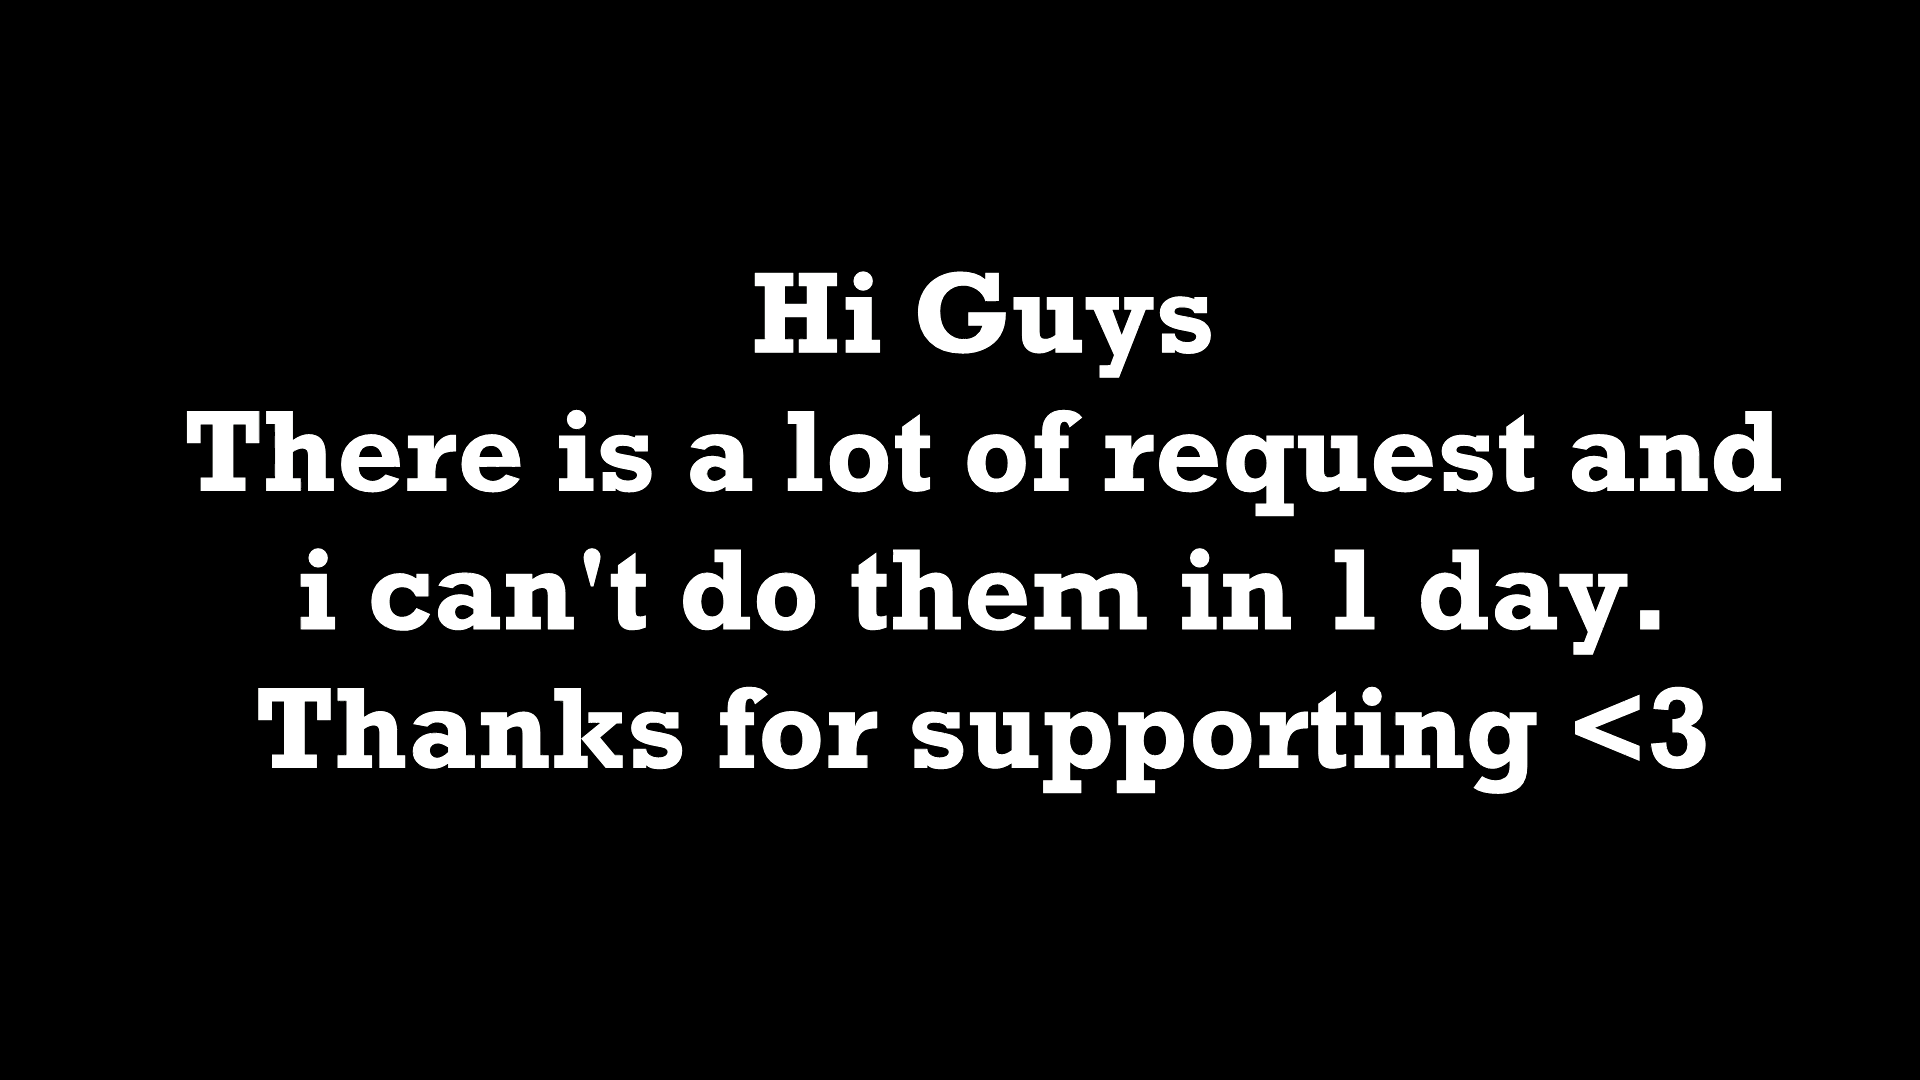 Hi Guys
There is a lot of request and
i can't do them in 1 day.
Thanks for supporting <3